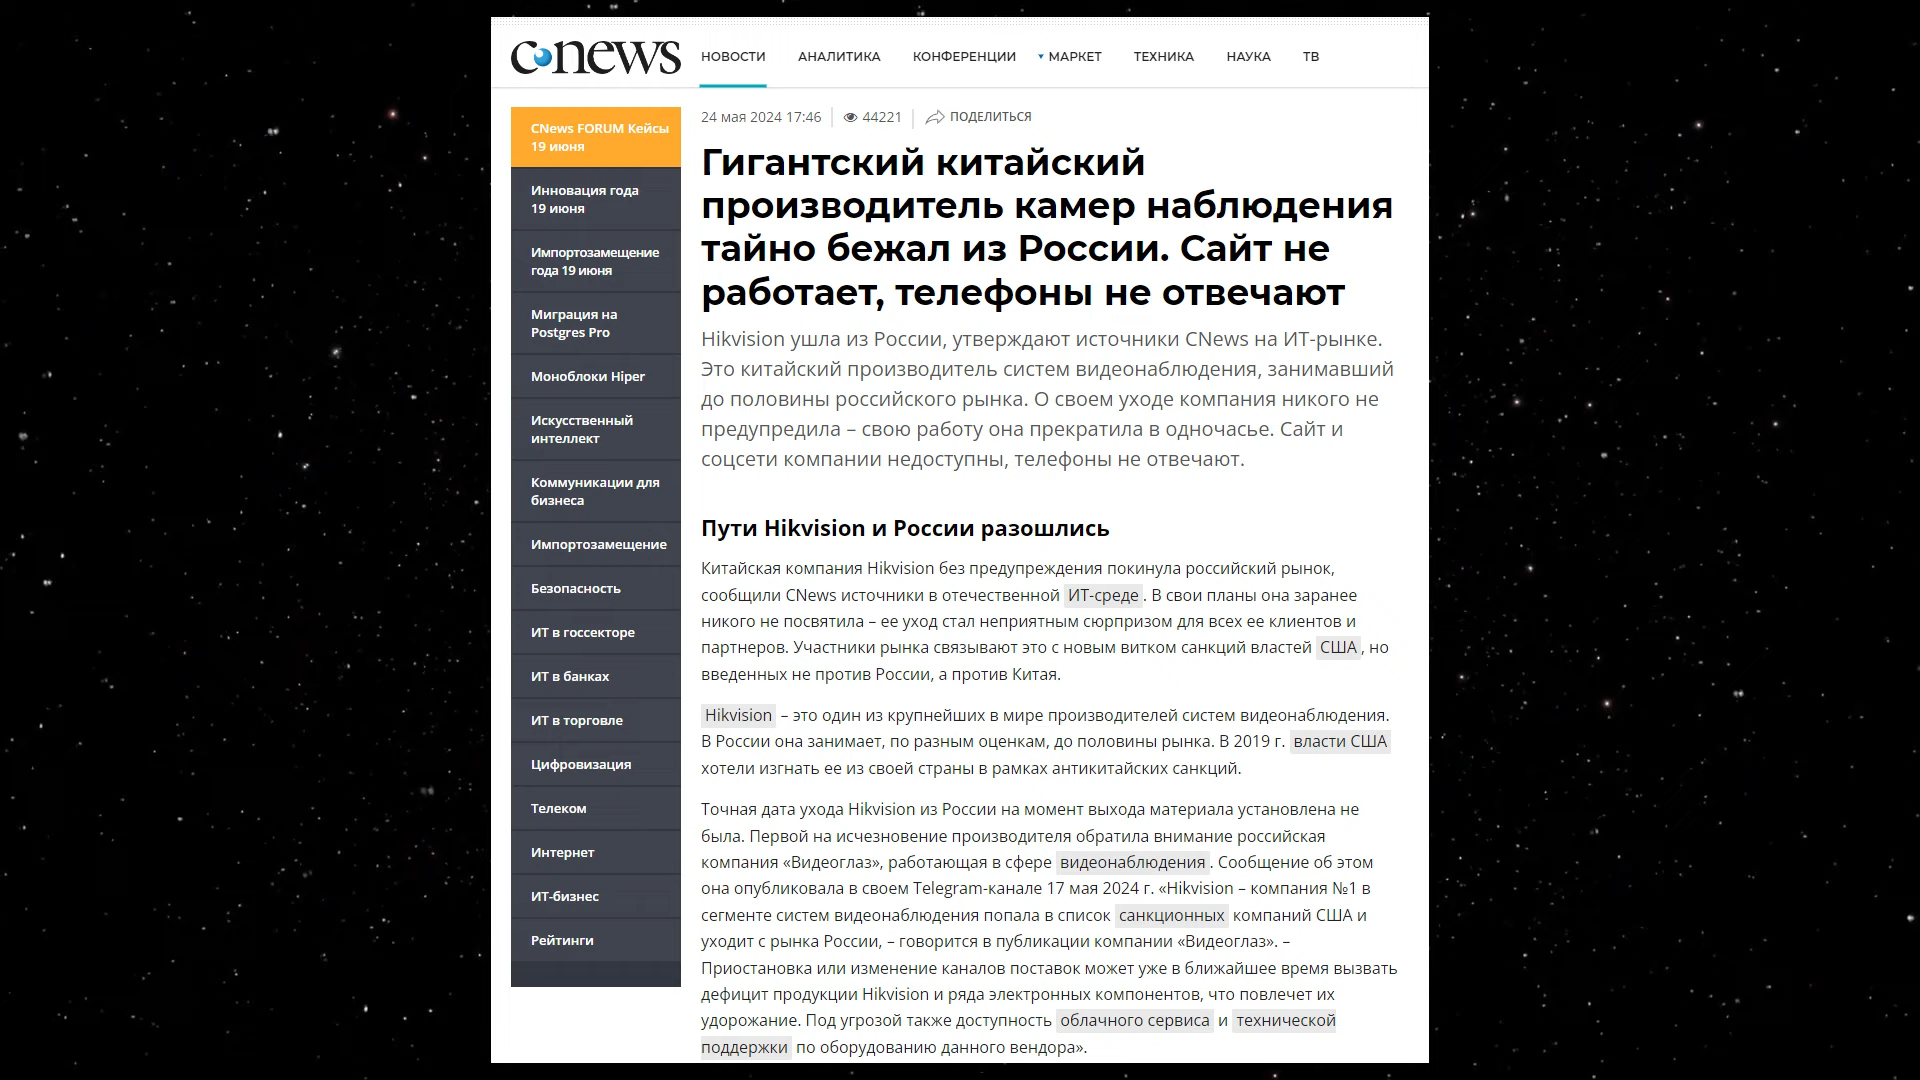 cnews
НОВОСТИ АНАЛИТИКА КОНФЕРЕНЦИИ МАРКЕТ ТЕХНИКА НАУКА ТВ
CNews FORUM Кейсы
19 июня
Инновация года
19 июня
Импортозамещение
года 19 июня
Миграция на
Postgres Pro
Моноблоки Hiper
Искусственный
интеллект
Коммуникации для
бизнеса
Импортозамещение
Безопасность
ИТ в госсекторе
ИТ в банках
ИТ в торговле
Цифровизация
Телеком
Интернет
ИТ-бизнес
Рейтинги
24 мая 2024 17:46 44221 ПОДЕЛИТЬСЯ
Гигантский китайский
производитель камер наблюдения
тайно бежал из России. Сайт не
работает, телефоны не отвечают
Hikvision ушла из России, утверждают источники CNews на ИТ-рынке.
Это китайский производитель систем видеонаблюдения, занимавший
до половины российского рынка. О своем уходе компания никого не
предупредила – свою работу она прекратила в одночасье. Сайт и
соцсети компании недоступны, телефоны не отвечают.
Пути Hikvision и России разошлись
Китайская компания Hikvision без предупреждения покинула российский рынок,
сообщили CNews источники в отечественной ИТ-среде. В свои планы она заранее
никого не посвятила – ее уход стал неприятным сюрпризом для всех ее клиентов и
партнеров. Участники рынка связывают это с новым витком санкций властей США, но
введенных не против России, а против Китая.
Hikvision – это один из крупнейших в мире производителей систем видеонаблюдения.
В России она занимает, по разным оценкам, до половины рынка. В 2019 г. власти США
хотели изгнать ее из своей страны в рамках антикитайских санкций.
Точная дата ухода Hikvision из России на момент выхода материала установлена не
была. Первой на исчезновение производителя обратила внимание российская
компания «Видеоглаз», работающая в сфере видеонаблюдения. Сообщение об этом
она опубликовала в своем Telegram-канале 17 мая 2024 г. «Hikvision – компания №1 в
сегменте систем видеонаблюдения попала в список санкционных компаний США и
уходит с рынка России, – говорится в публикации компании «Видеоглаз». –
Приостановка или изменение каналов поставок может уже в ближайшее время вызвать
дефицит продукции Hikvision и ряда электронных компонентов, что повлечет их
удорожание. Под угрозой также доступность облачного сервиса и технической
поддержки по оборудованию данного вендора».